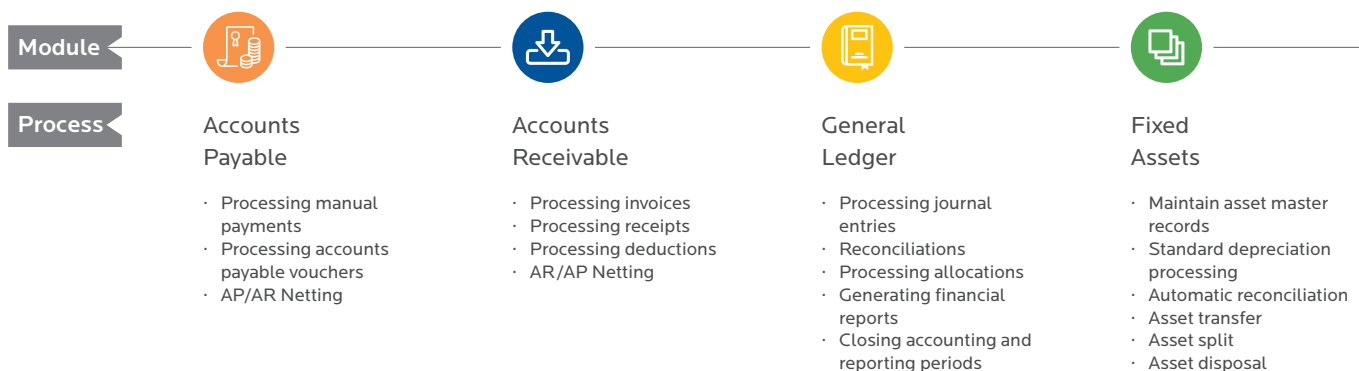 Module
Process
Accounts
Payable
· Processing manual
payments
· Processing accounts
payable vouchers
· AP/AR Netting
Accounts
Receivable
· Processing invoices
· Processing receipts
· Processing deductions
· AR/AP Netting
General
Ledger
· Processing journal
entries
· Reconciliations
· Processing allocations
· Generating financial
reports
· Closing accounting and
reporting periods
Fixed
Assets
· Maintain asset master
records
· Standard depreciation
processing
· Automatic reconciliation
· Asset transfer
· Asset split
· Asset disposal